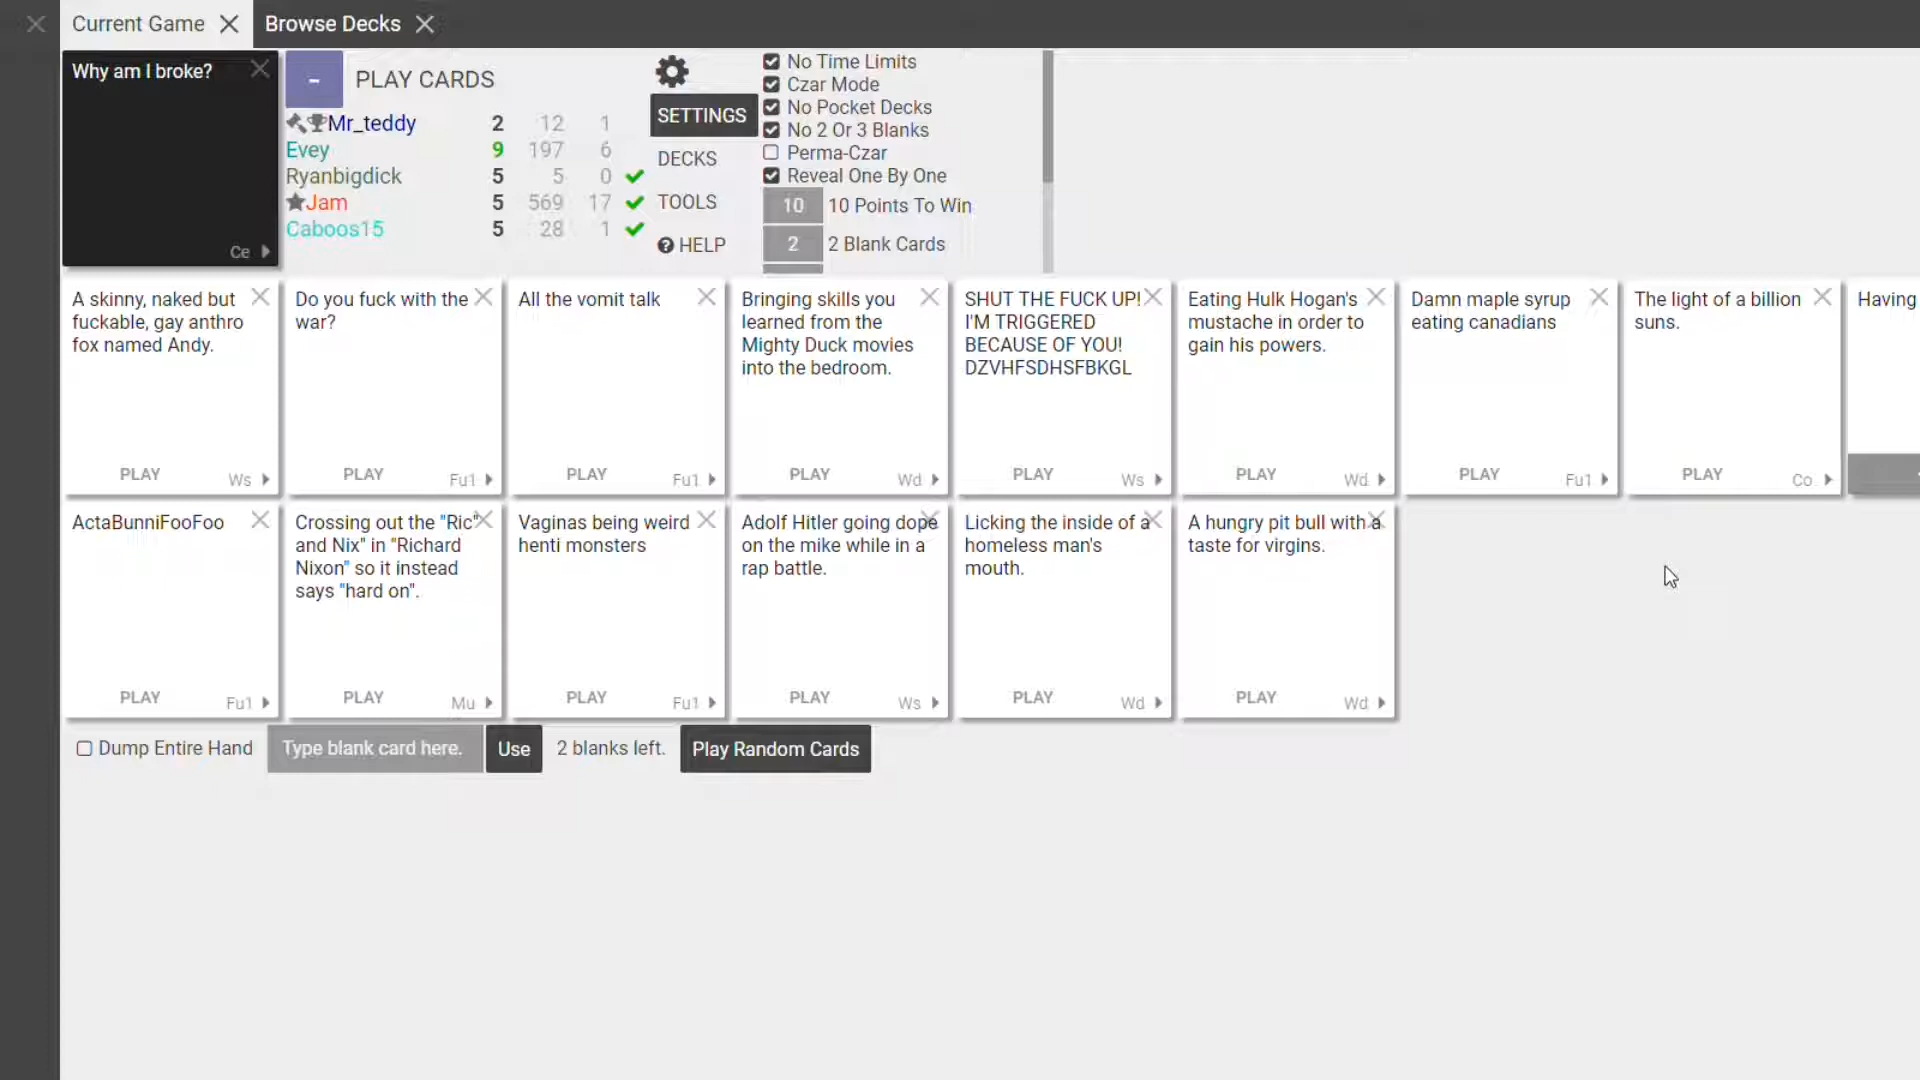 Current Game
Browse Decks
Why am I broke?
Ce
-
PLAY CARDS
Mr_teddy 2 12 1
Evey 9 197 6
Ryanbigdick 5 5 0
Jam 5 569 17
Caboos15 5 28 1
SETTINGS
DECKS
TOOLS
HELP
No Time Limits
Czar Mode
No Pocket Decks
No 2 Or 3 Blanks
Perma-Czar
Reveal One By One
10 10 Points To Win
2 2 Blank Cards
A skinny, naked but
fuckable, gay anthro
fox named Andy.
PLAY Ws
Do you fuck with the
war?
PLAY Fu1
All the vomit talk
PLAY Fu1
Bringing skills you
learned from the
Mighty Duck movies
into the bedroom.
PLAY Wd
SHUT THE FUCK UP!
I'M TRIGGERED
BECAUSE OF YOU!
DZVHFSDHSFBKGL
PLAY Ws
Eating Hulk Hogan's
mustache in order to
gain his powers.
PLAY Wd
Damn maple syrup
eating canadians
PLAY Fu1
The light of a billion
suns.
PLAY Co
Having
ActaBunniFooFoo
PLAY Fu1
Crossing out the "Ric"
and Nix" in "Richard
Nixon" so it instead
says "hard on".
PLAY Mu
Vaginas being weird
henti monsters
PLAY Fu1
Adolf Hitler going dope
on the mike while in a
rap battle.
PLAY Ws
Licking the inside of a
homeless man's
mouth.
PLAY Wd
A hungry pit bull with a
taste for virgins.
PLAY Wd
Dump Entire Hand
Type blank card here.
Use
2 blanks left.
Play Random Cards